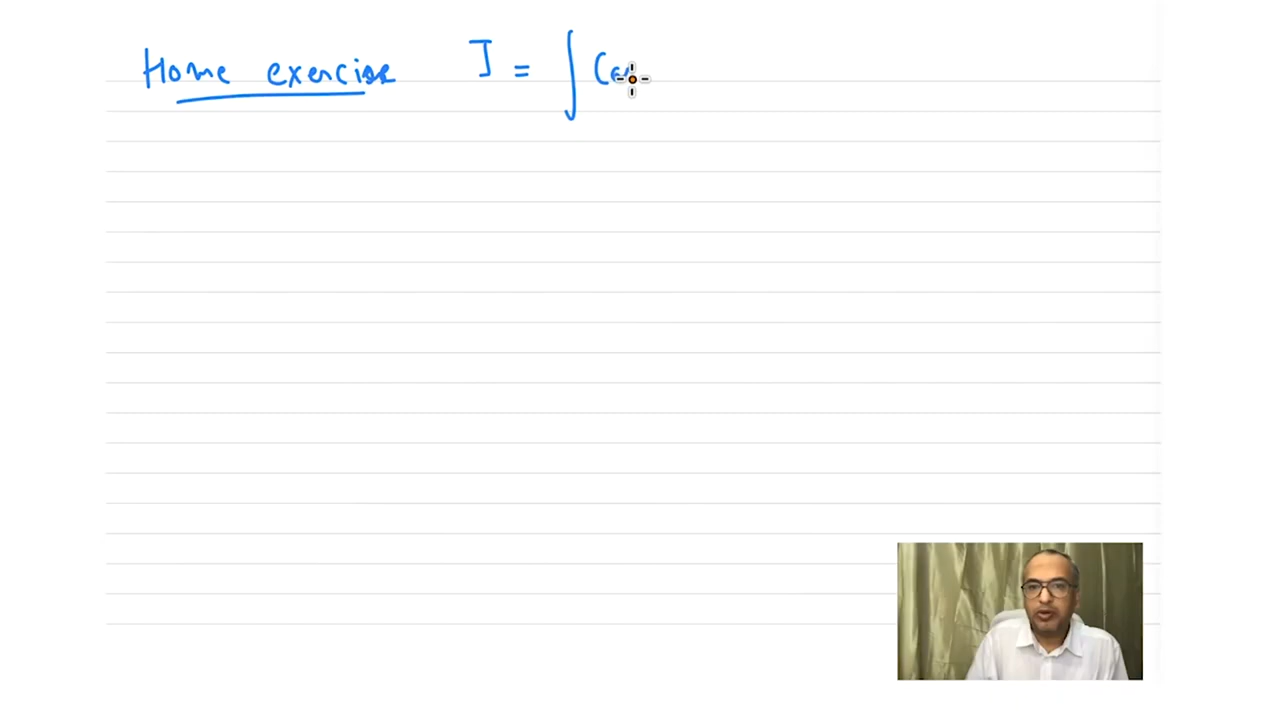 Home exercise I = ∫